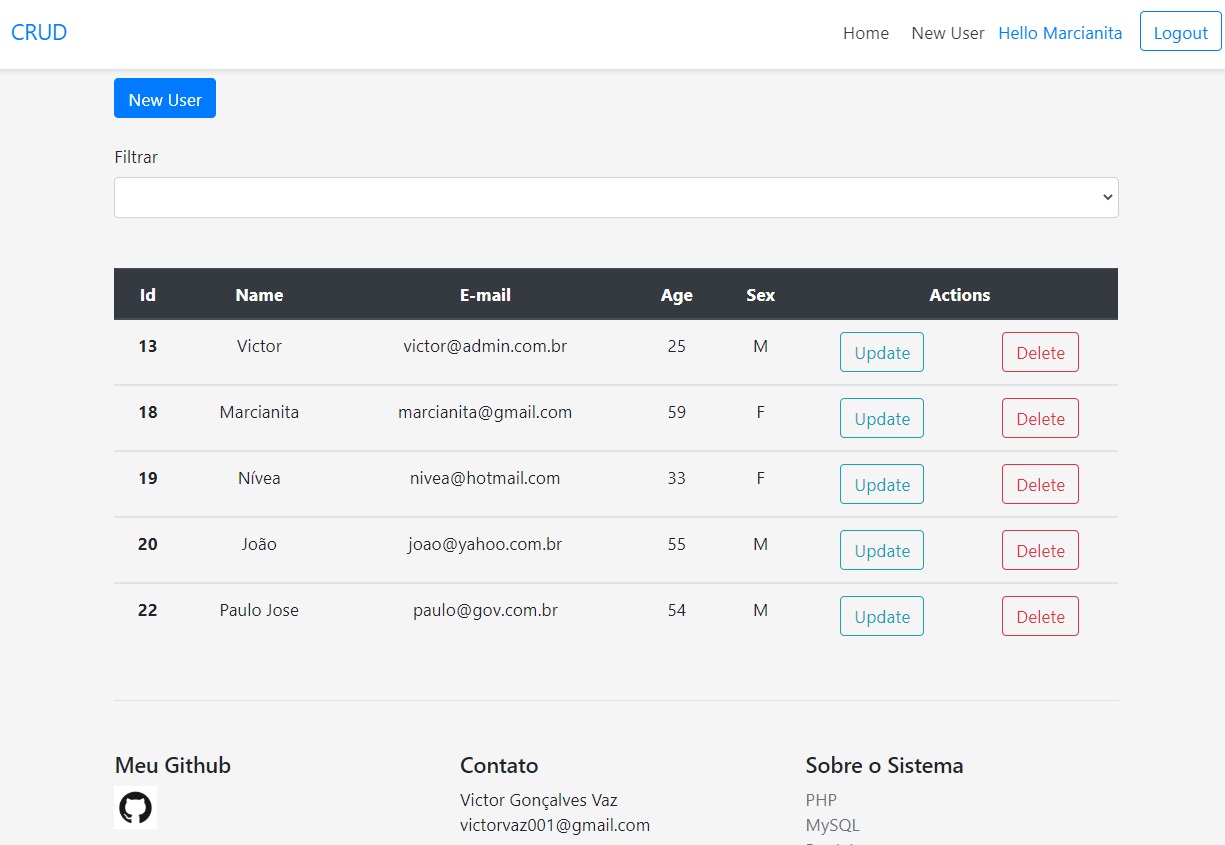 CRUD Home New User Hello Marcianita Logout
New User
Filtrar
Id Name E-mail Age Sex Actions
13 Victor victor@admin.com.br 25 M Update Delete
18 Marcianita marcianita@gmail.com 59 F Update Delete
19 Nívea nivea@hotmail.com 33 F Update Delete
20 João joao@yahoo.com.br 55 M Update Delete
22 Paulo Jose paulo@gov.com.br 54 M Update Delete
Meu Github Contato Sobre o Sistema
Victor Gonçalves Vaz PHP
victorvaz001@gmail.com MySQL